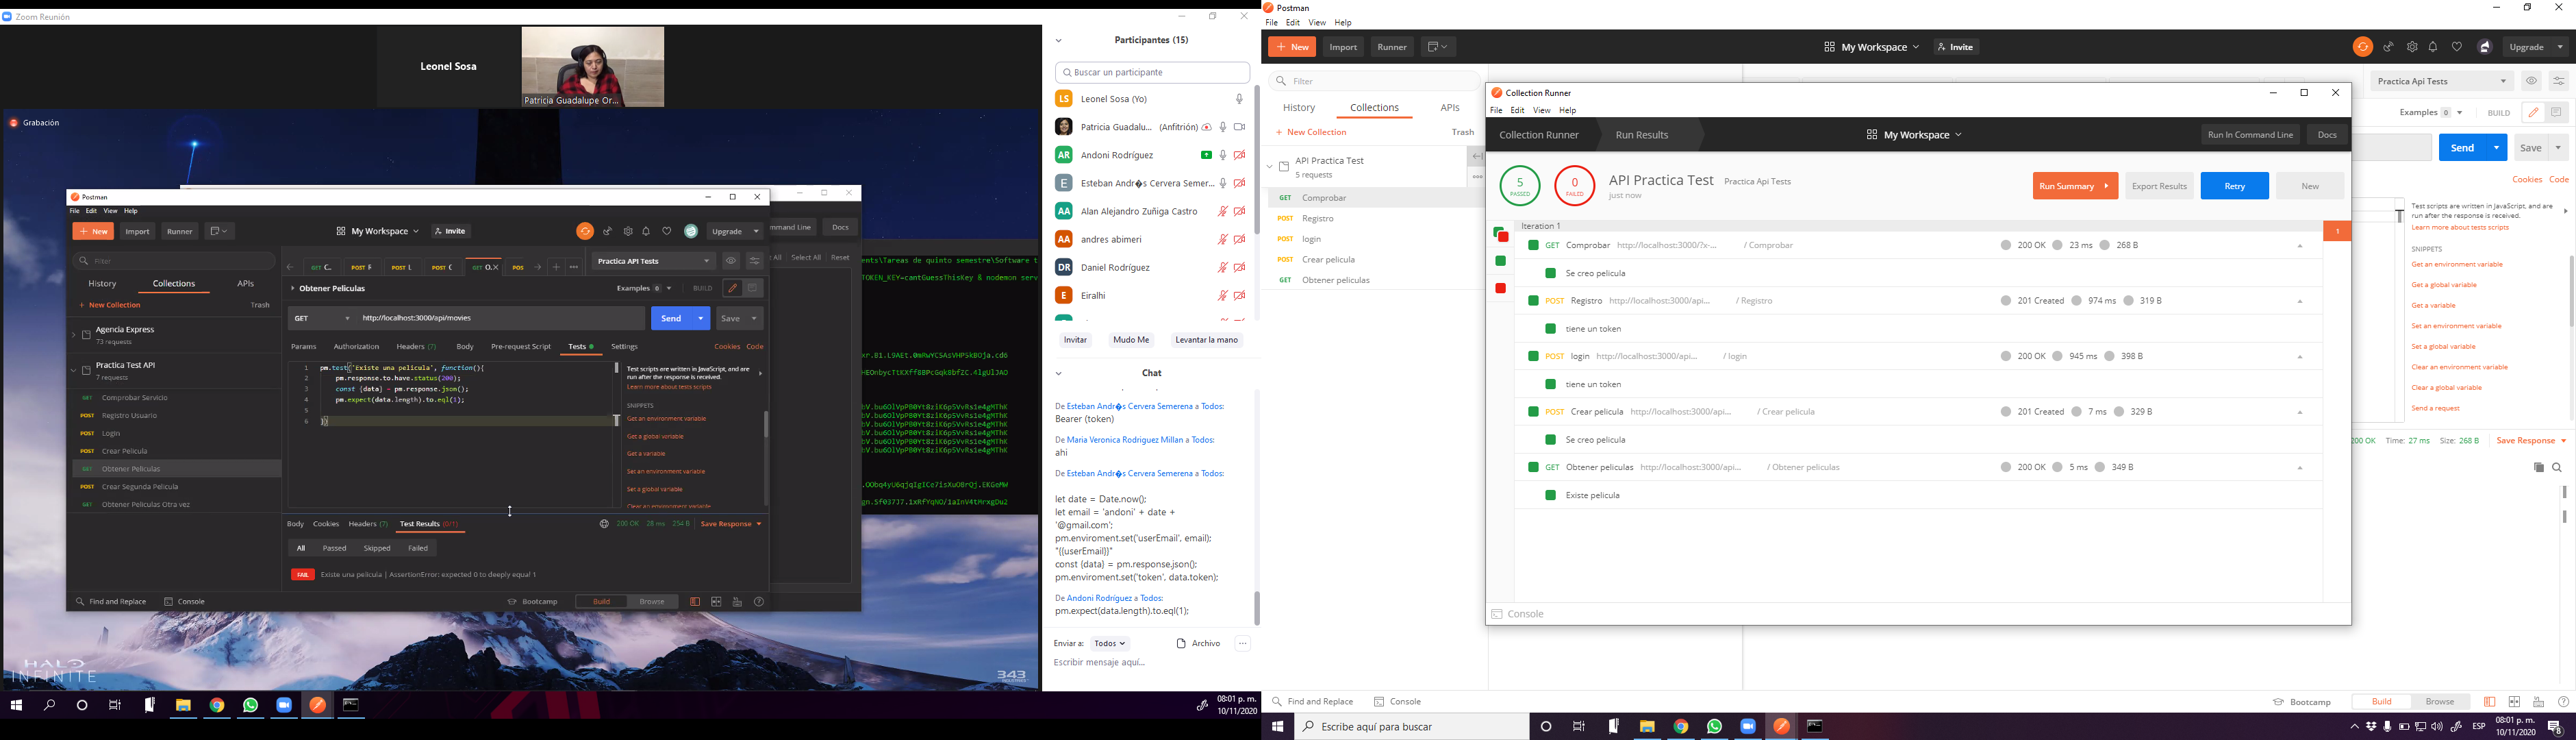 Zoom Reunión
Leonel Sosa
Patricia Guadalupe Or...
Grabación
Postman
File Edit View Help
New Import Runner
My Workspace Invite
Upgrade
Filter
History Collections APIs
New Collection Trash
Agencia Express
73 requests
Practica Test API
7 requests
GET Comprobar Servicio
POST Registro Usuario
POST Login
POST Crear Pelicula
GET Obtener Peliculas
POST Crear Segunda Pelicula
GET Obtener Peliculas Otra vez
Practica API Tests
Obtener Peliculas
Examples 0 BUILD
GET http://localhost:3000/api/movies
Send Save
Params Authorization Headers (7) Body Pre-request Script Tests Settings Cookies Code
1 pm.test('Existe una pelicula', function(){
2 pm.response.to.have.status(200);
3 const {data} = pm.response.json();
4 pm.expect(data.length).to.eql(1);
5
6 })
Test scripts are written in JavaScript, and are
run after the response is received.
Learn more about tests scripts
SNIPPETS
Get an environment variable
Get a global variable
Get a variable
Set an environment variable
Set a global variable
Clear an environment variable
Body Cookies Headers (7) Test Results (0/1)
200 OK 28 ms 254 B Save Response
All Passed Skipped Failed
FAIL Existe una pelicula | AssertionError: expected 0 to deeply equal 1
Find and Replace Console
Bootcamp Build Browse
mmand Line Docs
All Select All Reset
ents\Tareas de quinto semestre\Software t
TOKEN_KEY=cantGuessThisKey & nodemon serv
HALO
INFINITE
343
INDUSTRIES
08:01 p. m.
10/11/2020
Participantes (15)
Buscar un participante
LS Leonel Sosa (Yo)
Patricia Guadalu... (Anfitrión)
AR Andoni Rodríguez
E Esteban Andr�s Cervera Semer...
AA Alan Alejandro Zuñiga Castro
AA andres abimeri
DR Daniel Rodríguez
E Eiralhi
Invitar Mudo Me Levantar la mano
Chat
De Esteban Andr�s Cervera Semerena a Todos:
Bearer (token)
De Maria Veronica Rodriguez Millan a Todos:
ahi
De Esteban Andr�s Cervera Semerena a Todos:
let date = Date.now();
let email = 'andoni' + date +
'@gmail.com';
pm.enviroment.set('userEmail', email);
"{{userEmail}}"
const {data} = pm.response.json();
pm.enviroment.set('token', data.token);
De Andoni Rodríguez a Todos:
pm.expect(data.length).to.eql(1);
Enviar a: Todos Archivo
Escribir mensaje aquí...
Postman
File Edit View Help
New Import Runner
My Workspace Invite
Upgrade
Filter
History Collections APIs
New Collection Trash
API Practica Test
5 requests
GET Comprobar
POST Registro
POST login
POST Crear pelicula
GET Obtener peliculas
Practica Api Tests
Examples 0 BUILD
Send Save
Cookies Code
Test scripts are written in JavaScript, and are
run after the response is received.
Learn more about tests scripts
SNIPPETS
Get an environment variable
Get a global variable
Get a variable
Set an environment variable
Set a global variable
Clear an environment variable
Clear a global variable
Send a request
200 OK Time: 27 ms Size: 268 B Save Response
Collection Runner
File Edit View Help
Collection Runner Run Results
My Workspace
Run In Command Line Docs
5 PASSED
0 FAILED
API Practica Test Practica Api Tests
just now
Run Summary Export Results Retry New
Iteration 1
1
GET Comprobar http://localhost:3000/?x-... / Comprobar 200 OK 23 ms 268 B
Se creo pelicula
POST Registro http://localhost:3000/api... / Registro 201 Created 974 ms 319 B
tiene un token
POST login http://localhost:3000/api... / login 200 OK 945 ms 398 B
tiene un token
POST Crear pelicula http://localhost:3000/api... / Crear pelicula 201 Created 7 ms 329 B
Se creo pelicula
GET Obtener peliculas http://localhost:3000/api... / Obtener peliculas 200 OK 5 ms 349 B
Existe pelicula
Console
Find and Replace Console
Bootcamp Build Browse
Escribe aquí para buscar
ESP
08:01 p. m.
10/11/2020
8